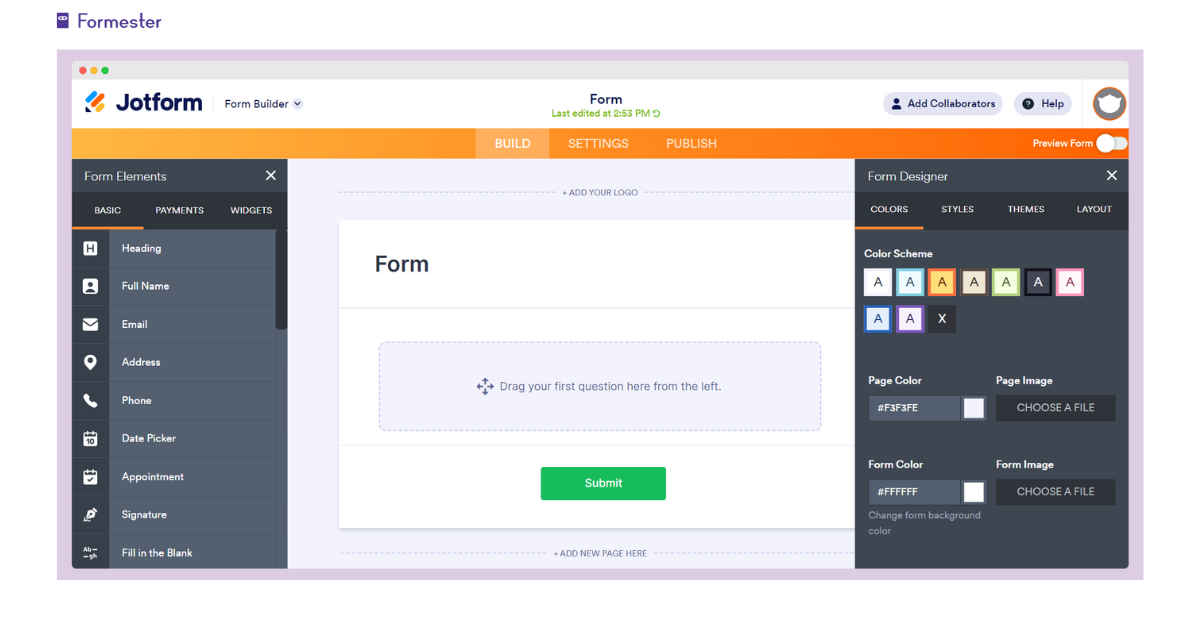 Formester
Jotform
Form Builder
Form
Last edited at 2:53 PM
Add Collaborators
Help
BUILD
SETTINGS
PUBLISH
Preview Form
Form Elements
BASIC
PAYMENTS
WIDGETS
H
Heading
Full Name
Email
Address
Phone
10
Date Picker
Appointment
Signature
Ab
gh
Fill in the Blank
+ ADD YOUR LOGO
Form
Drag your first question here from the left.
Submit
+ ADD NEW PAGE HERE
Form Designer
COLORS
STYLES
THEMES
LAYOUT
Color Scheme
A A A A A A A
A A X
Page Color
Page Image
#F3F3FE
CHOOSE A FILE
Form Color
Form Image
#FFFFFF
CHOOSE A FILE
Change form background
color